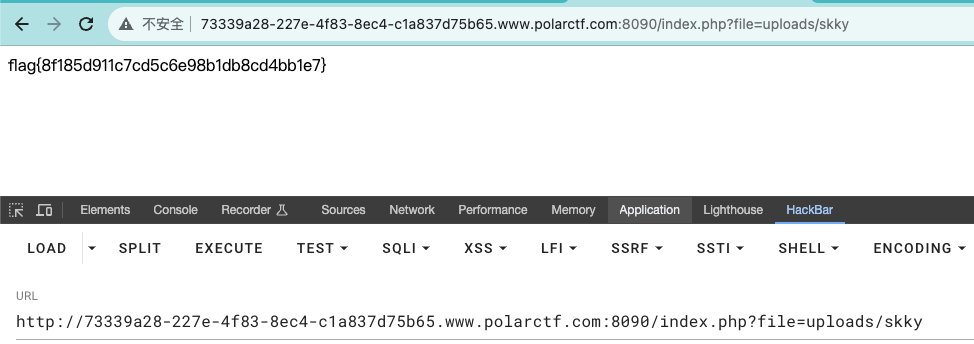 不安全 73339a28-227e-4f83-8ec4-c1a837d75b65.www.polarctf.com:8090/index.php?file=uploads/skky
flag{8f185d911c7cd5c6e98b1db8cd4bb1e7}
Elements Console Recorder Sources Network Performance Memory Application Lighthouse HackBar
LOAD SPLIT EXECUTE TEST SQLI XSS LFI SSRF SSTI SHELL ENCODING
URL
http://73339a28-227e-4f83-8ec4-c1a837d75b65.www.polarctf.com:8090/index.php?file=uploads/skky